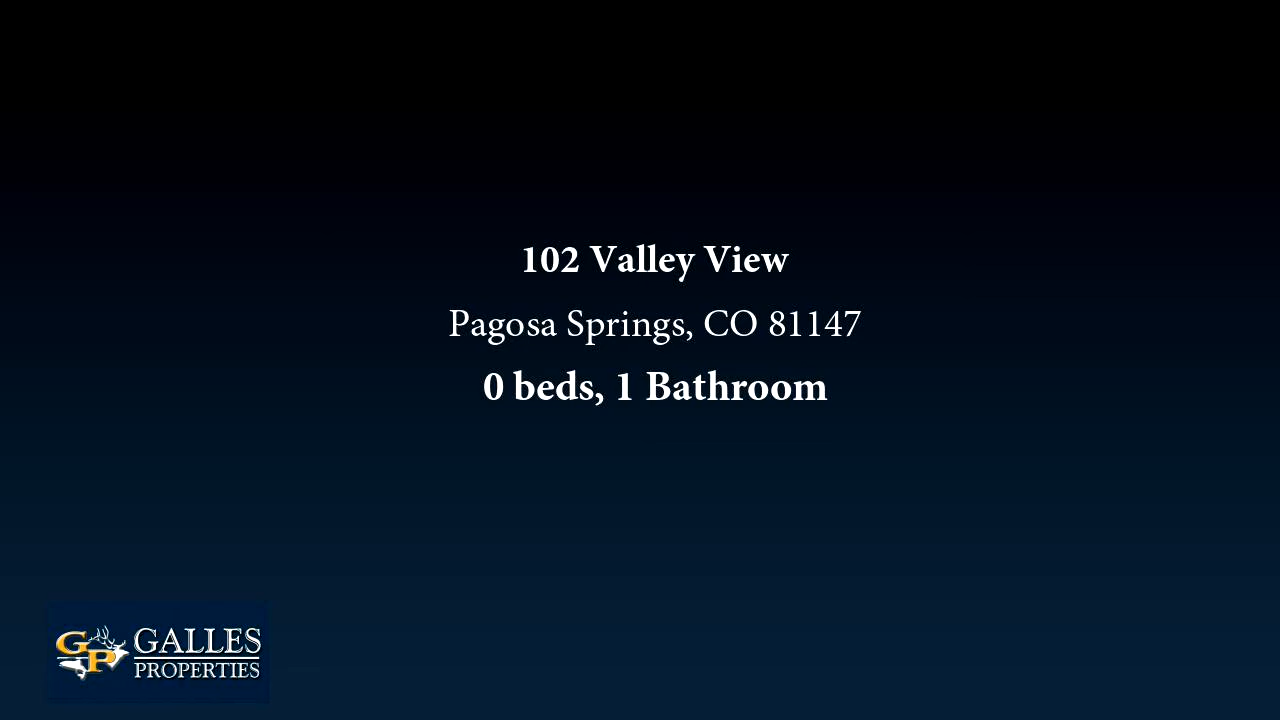 102 Valley View
Pagosa Springs, CO 81147
0 beds, 1 Bathroom
GP GALLES
PROPERTIES